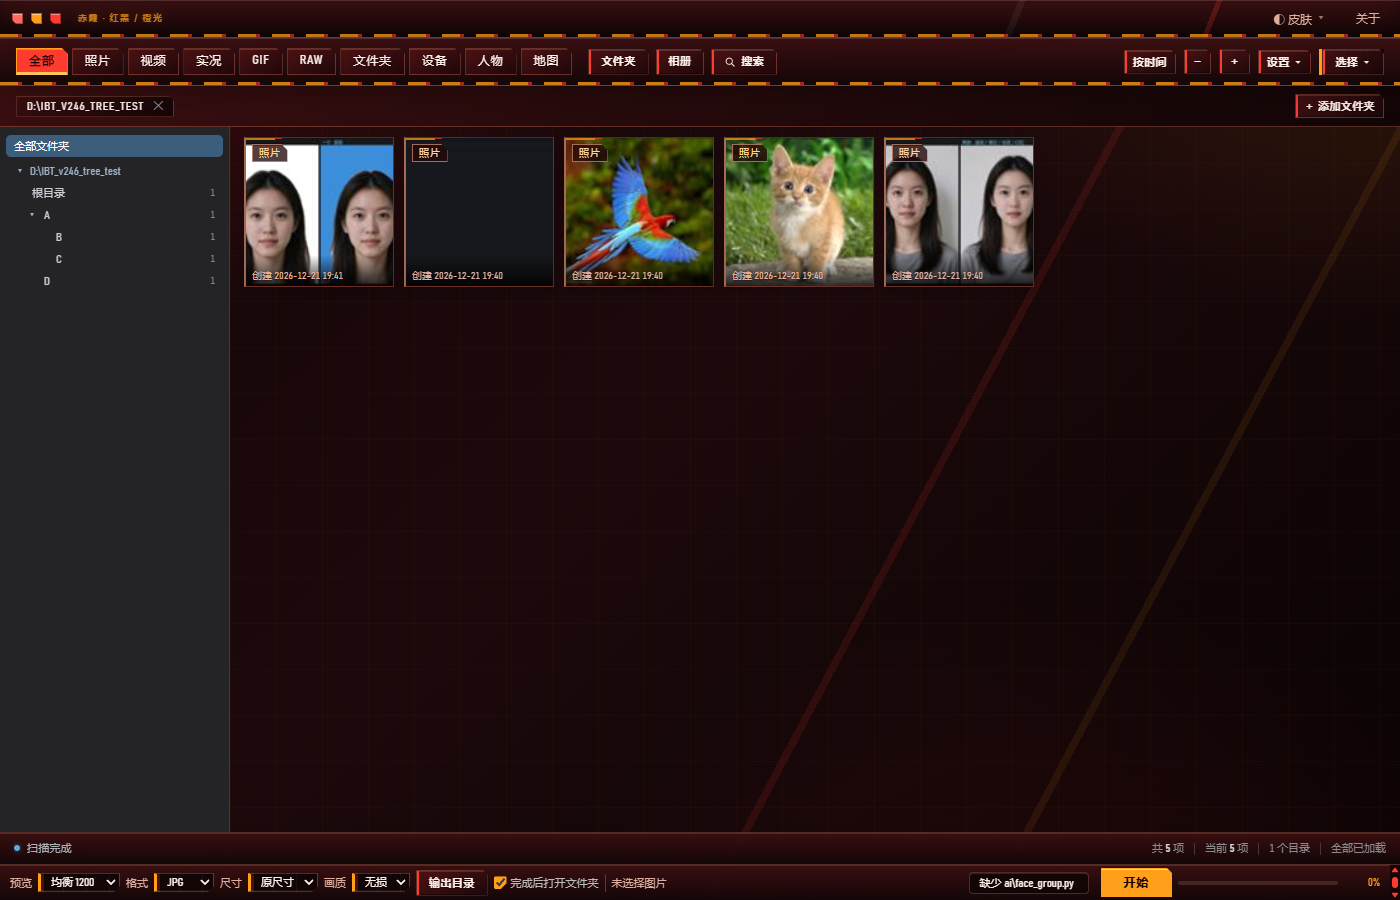 赤霄 · 红黑 / 橙光
皮肤
关于
全部 照片 视频 实况 GIF RAW 文件夹 设备 人物 地图 文件夹 相册 搜索 按时间 − + 设置 选择
D:\IBT_V246_TREE_TEST
+ 添加文件夹
全部文件夹
D:\IBT_v246_tree_test
根目录 1
A 1
B 1
C 1
D 1
照片 照片 照片 照片 照片
创建 2026-12-21 19:41 创建 2026-12-21 19:40 创建 2026-12-21 19:40 创建 2026-12-21 19:40 创建 2026-12-21 19:40
扫描完成 共 5 项 当前 5 项 1 个目录 全部已加载
预览 均衡 1200 格式 JPG 尺寸 原尺寸 画质 无损 输出目录 完成后打开文件夹 未选择图片 缺少 ai\face_group.py 开始 0%